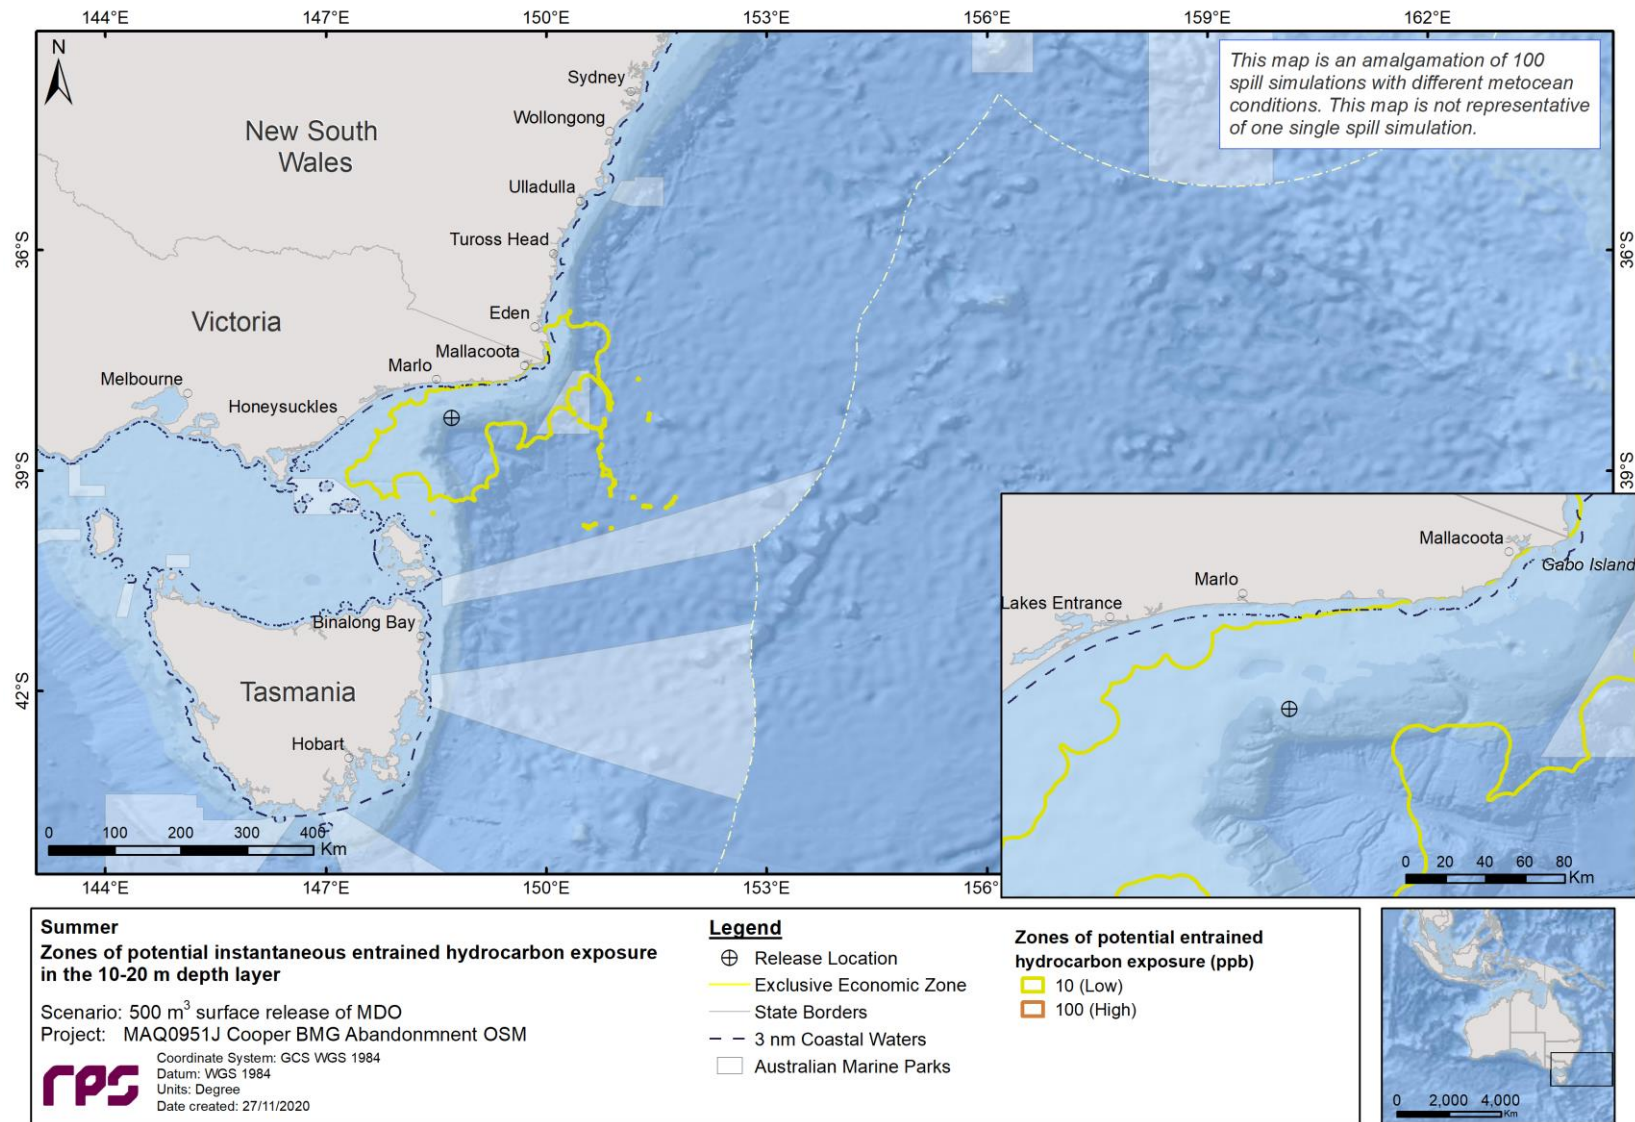 144°E 147°E 150°E 153°E 156°E 159°E 162°E
N
This map is an amalgamation of 100
spill simulations with different metocean
conditions. This map is not representative
of one single spill simulation.
Sydney
Wollongong
New South
Wales
Ulladulla
Tuross Head
36°S 36°S
Eden
Victoria
Mallacoota
Marlo
Melbourne
Honeysuckles
39°S 39°S
Mallacoota
Gabo Island
Marlo
Lakes Entrance
Binalong Bay
Tasmania
42°S
Hobart
0 100 200 300 400
Km
0 20 40 60 80
Km
144°E 147°E 150°E 153°E 156°
Summer
Zones of potential instantaneous entrained hydrocarbon exposure
in the 10-20 m depth layer
Scenario: 500 m³ surface release of MDO
Project: MAQ0951J Cooper BMG Abandonmnent OSM
rps
Coordinate System: GCS WGS 1984
Datum: WGS 1984
Units: Degree
Date created: 27/11/2020
Legend
Release Location
Exclusive Economic Zone
State Borders
3 nm Coastal Waters
Australian Marine Parks
Zones of potential entrained
hydrocarbon exposure (ppb)
10 (Low)
100 (High)
0 2,000 4,000
Km